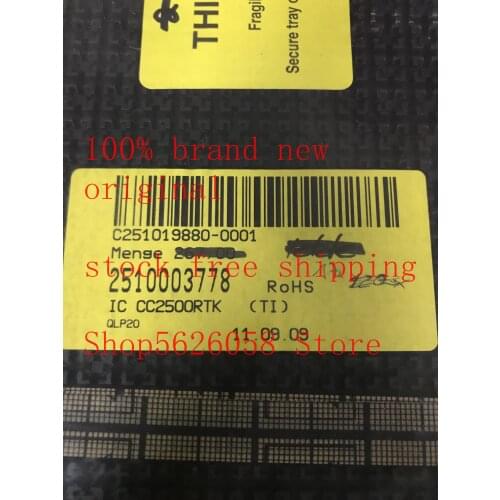 THI
Fragil
Secure tray
100% brand new
original
C251019880-0001
Menge
stock free shipping
2510003778 RoHS
IC CC2500RTK (TI)
QLP20
11.09.09
Shop5626058 Store